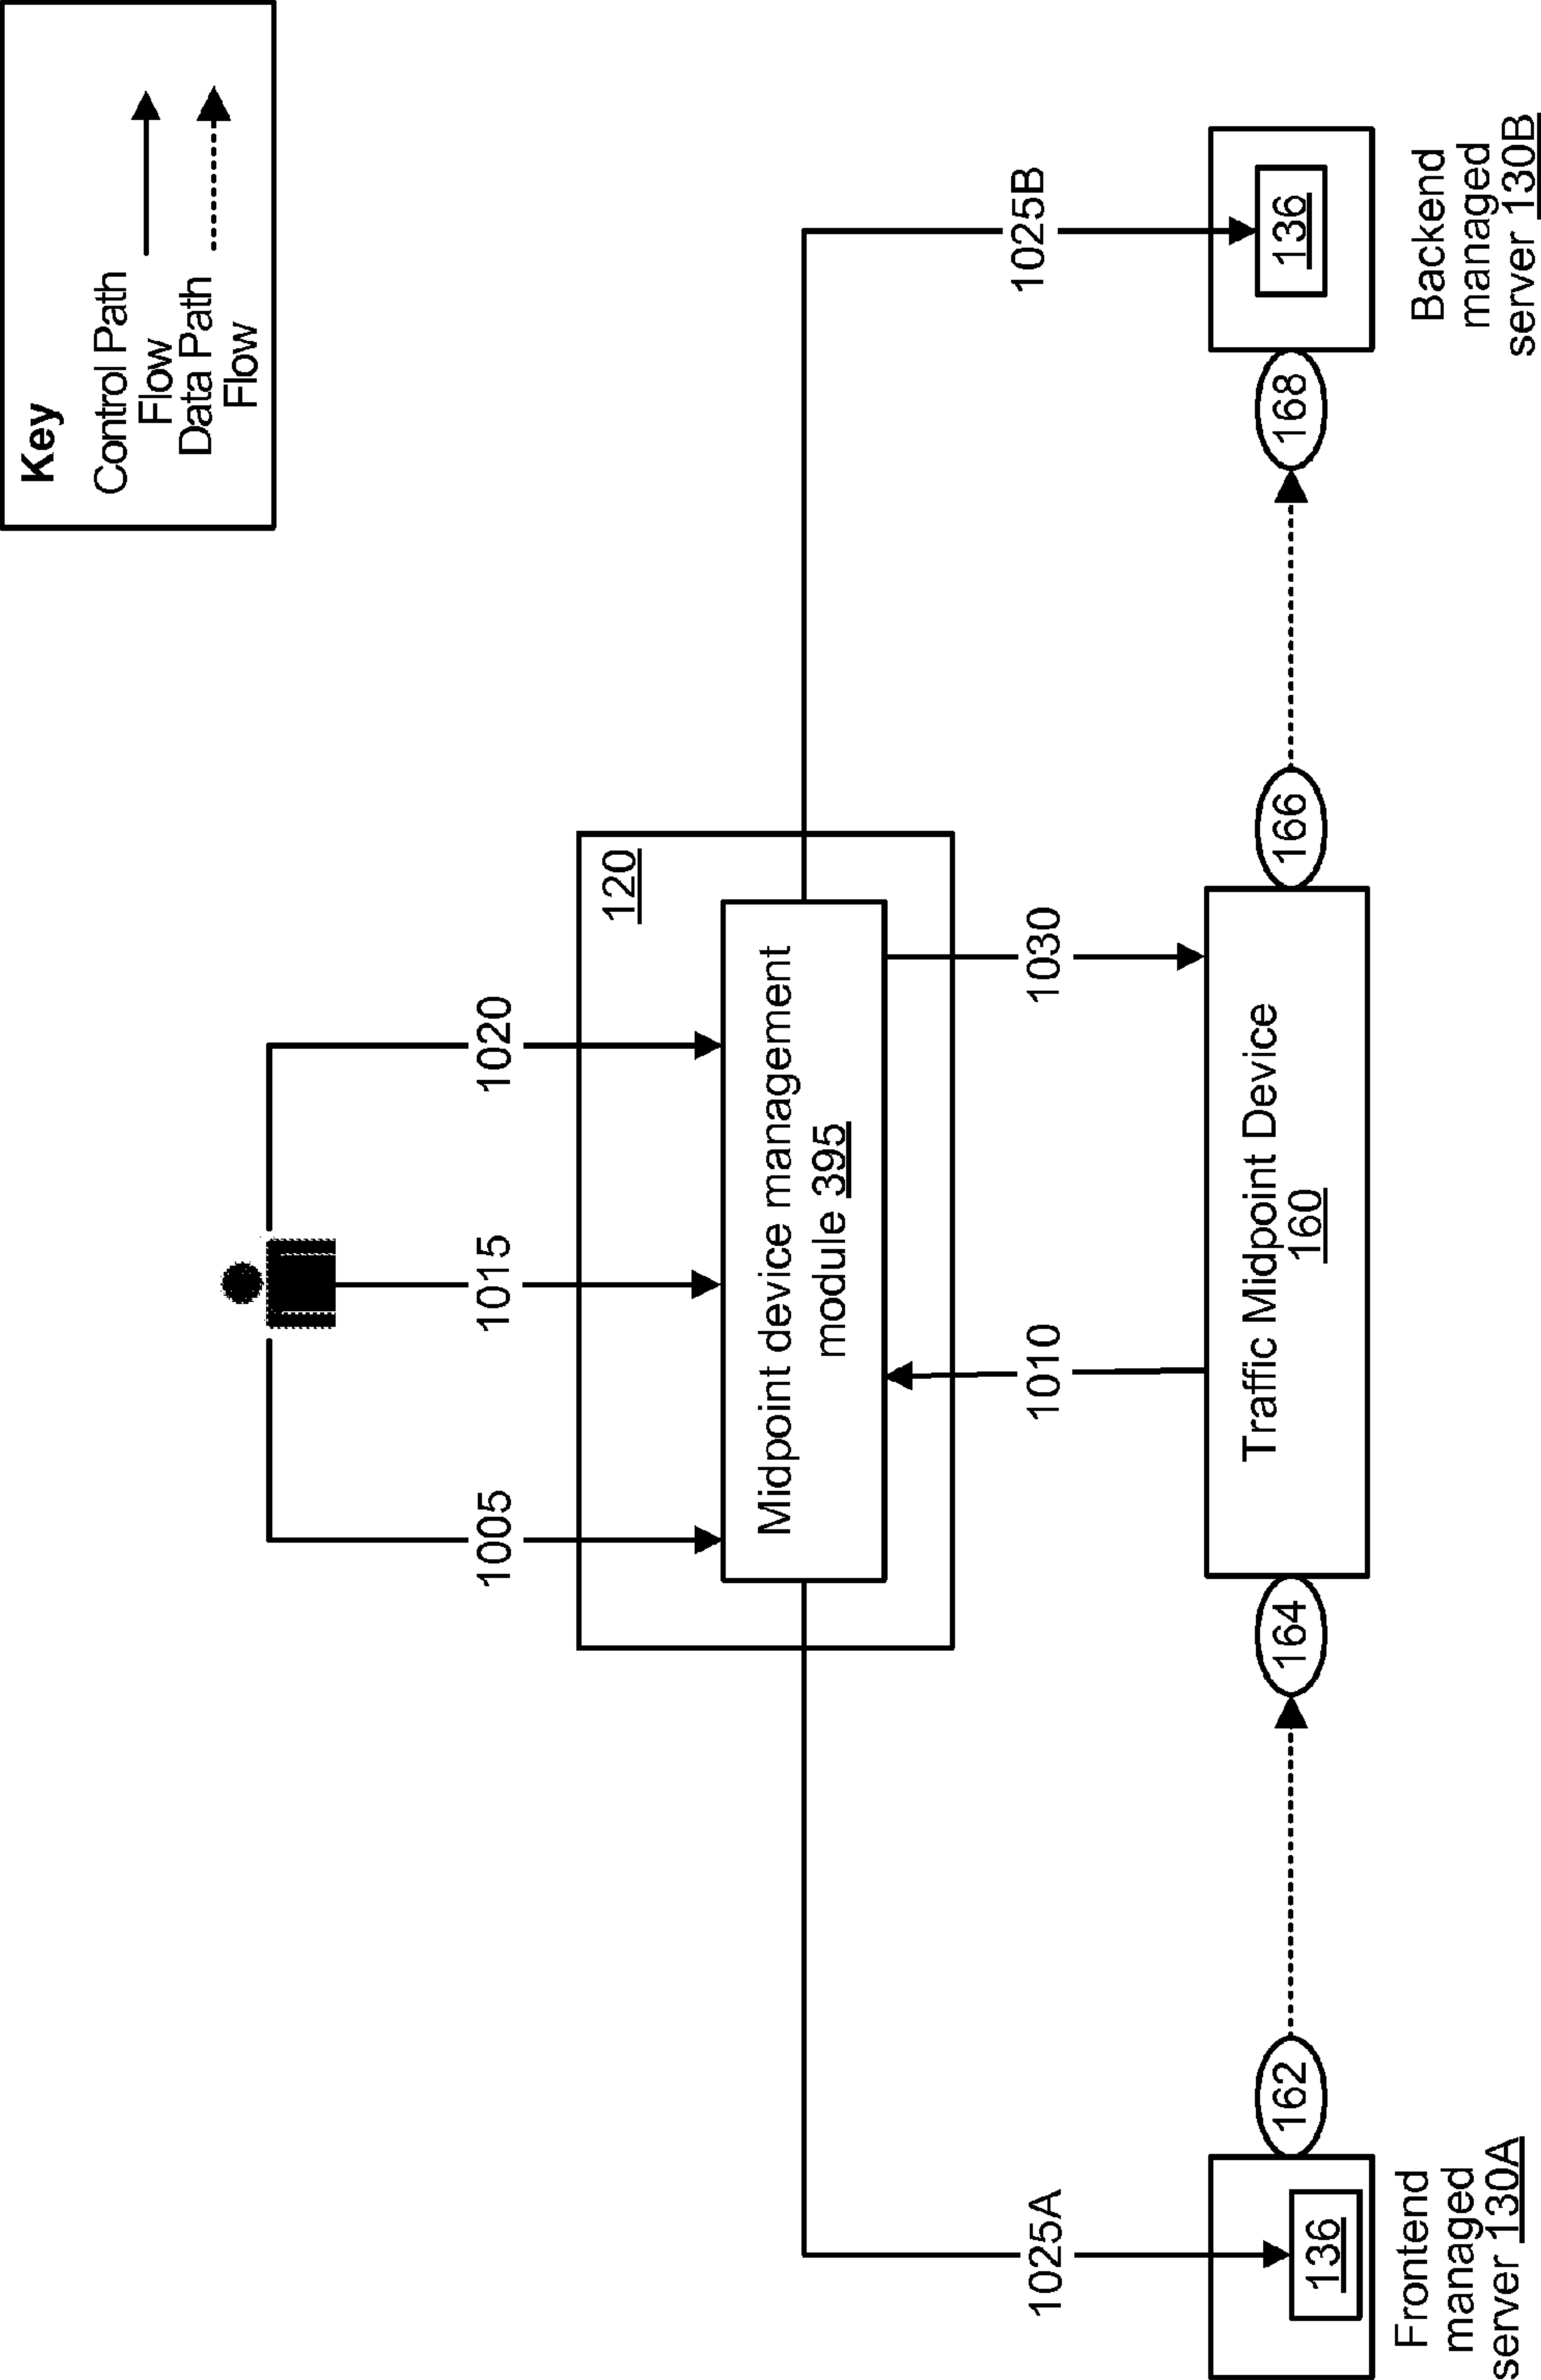 Key
Control Path
Flow
Data Path
Flow
1005
1015
1020
120
Midpoint device management
module 395
1025A
1010
1030
1025B
136
162
164
Traffic Midpoint Device
160
166
168
136
Frontend
managed
server 130A
Backend
managed
server 130B